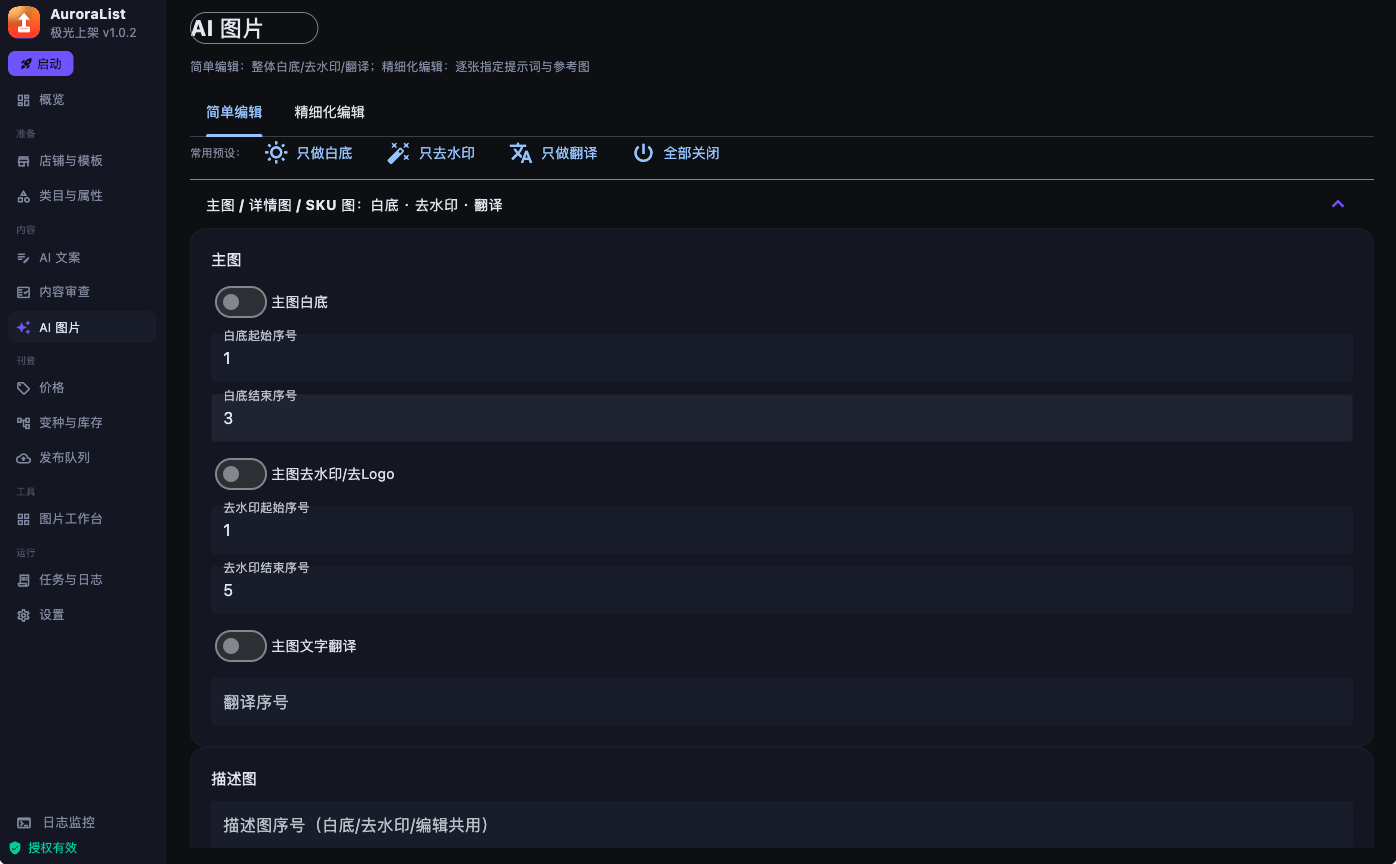 AuroraList
极光上架 v1.0.2
启动
概览
准备
店铺与模板
类目与属性
内容
AI 文案
内容审查
AI 图片
刊登
价格
变种与库存
发布队列
工具
图片工作台
运行
任务与日志
设置
日志监控
授权有效
AI 图片
简单编辑：整体白底/去水印/翻译；精细化编辑：逐张指定提示词与参考图
简单编辑 精细化编辑
常用预设： 只做白底 只去水印 只做翻译 全部关闭
主图 / 详情图 / SKU 图：白底 · 去水印 · 翻译
主图
主图白底
白底起始序号
1
白底结束序号
3
主图去水印/去Logo
去水印起始序号
1
去水印结束序号
5
主图文字翻译
翻译序号
描述图
描述图序号（白底/去水印/编辑共用）